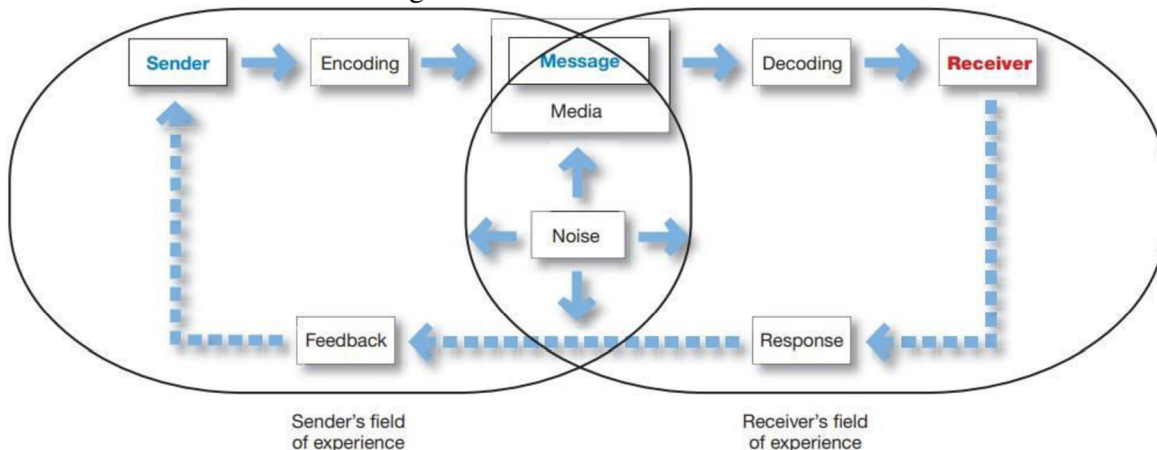 Sender
Encoding
Message
Media
Decoding
Receiver
Noise
Feedback
Response
Sender's field
of experience
Receiver's field
of experience